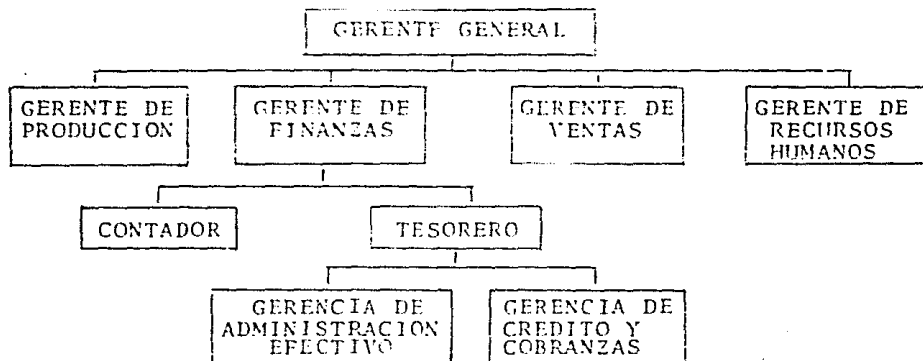 GERENTE GENERAL
GERENTE DE
PRODUCCION
GERENTE DE
FINANZAS
GERENTE DE
VENTAS
GERENTE DE
RECURSOS
HUMANOS
CONTADOR
TESORERO
GERENCIA DE
ADMINISTRACION
EFECTIVO
GERENCIA DE
CREDITO Y
COBRANZAS